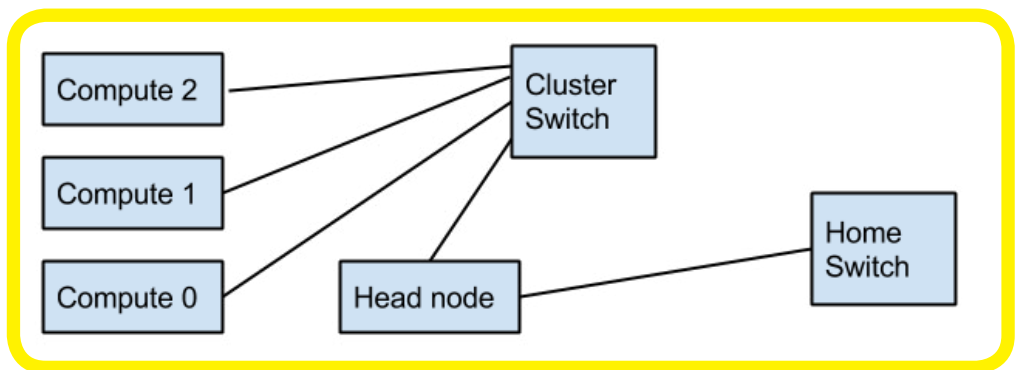 Compute 2
Cluster
Switch
Compute 1
Home
Switch
Compute 0
Head node